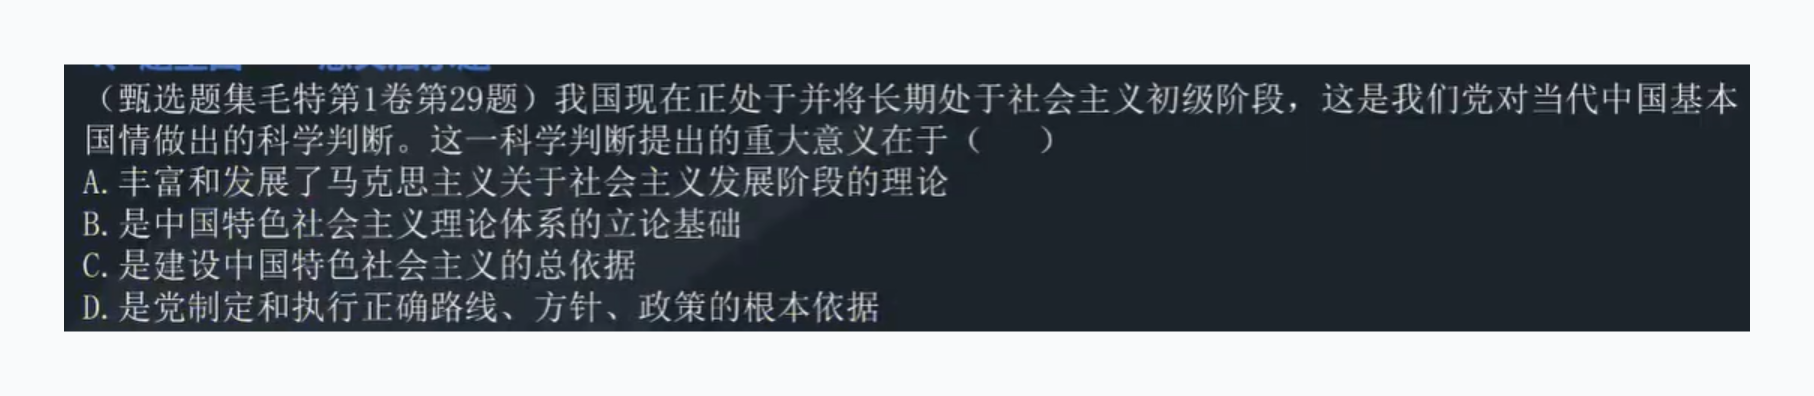 （甄选题集毛特第1卷第29题）我国现在正处于并将长期处于社会主义初级阶段，这是我们党对当代中国基本
国情做出的科学判断。这一科学判断提出的重大意义在于（　　）
A.丰富和发展了马克思主义关于社会主义发展阶段的理论
B.是中国特色社会主义理论体系的立论基础
C.是建设中国特色社会主义的总依据
D.是党制定和执行正确路线、方针、政策的根本依据